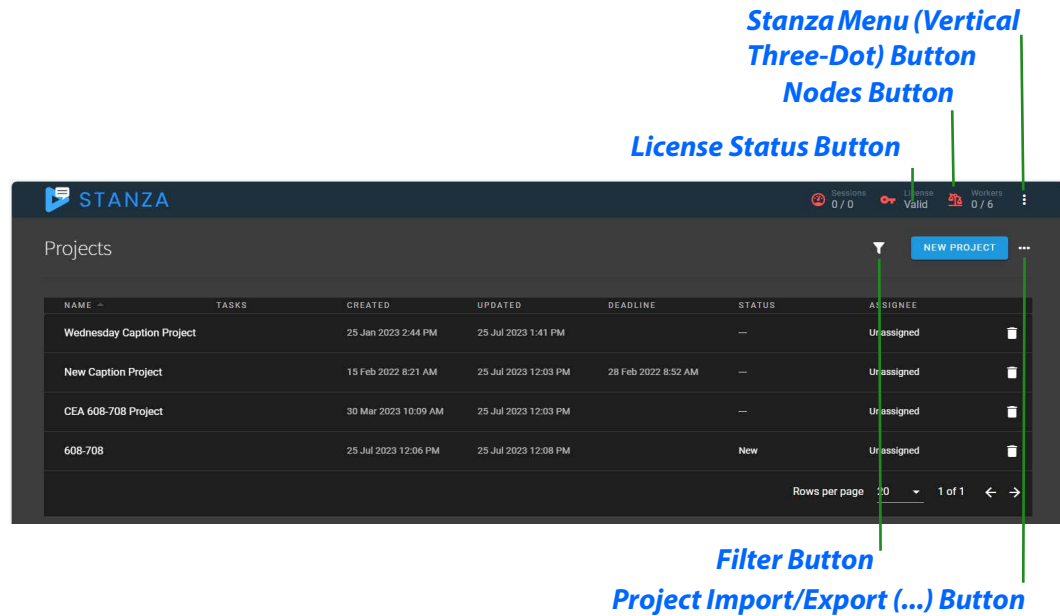 Stanza Menu (Vertical
Three-Dot) Button
Nodes Button
License Status Button
STANZA
Sessions License Workers
0 / 0 Valid 0 / 6
Projects NEW PROJECT
NAME TASKS CREATED UPDATED DEADLINE STATUS ASSIGNEE
Wednesday Caption Project 25 Jan 2023 2:44 PM 25 Jul 2023 1:41 PM — Unassigned
New Caption Project 15 Feb 2022 8:21 AM 25 Jul 2023 12:03 PM 28 Feb 2022 8:52 AM — Unassigned
CEA 608-708 Project 30 Mar 2023 10:09 AM 25 Jul 2023 12:03 PM — Unassigned
608-708 25 Jul 2023 12:06 PM 25 Jul 2023 12:08 PM New Unassigned
Rows per page 20 1 of 1
Filter Button
Project Import/Export (...) Button